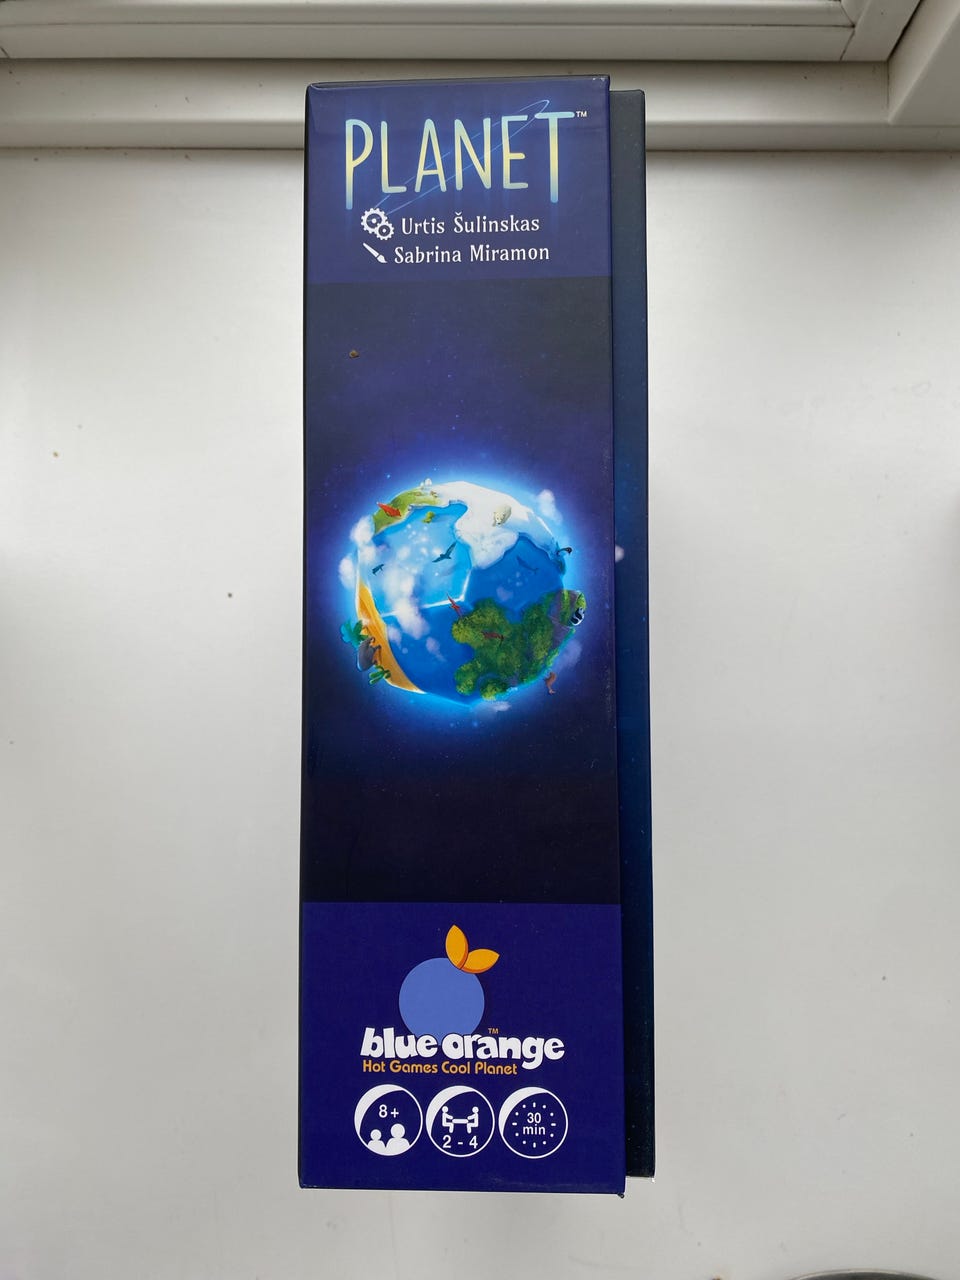 PLANET™
Urtis Šulinskas
Sabrina Miramon
blue orange™
Hot Games Cool Planet
8+
2 - 4
30
min